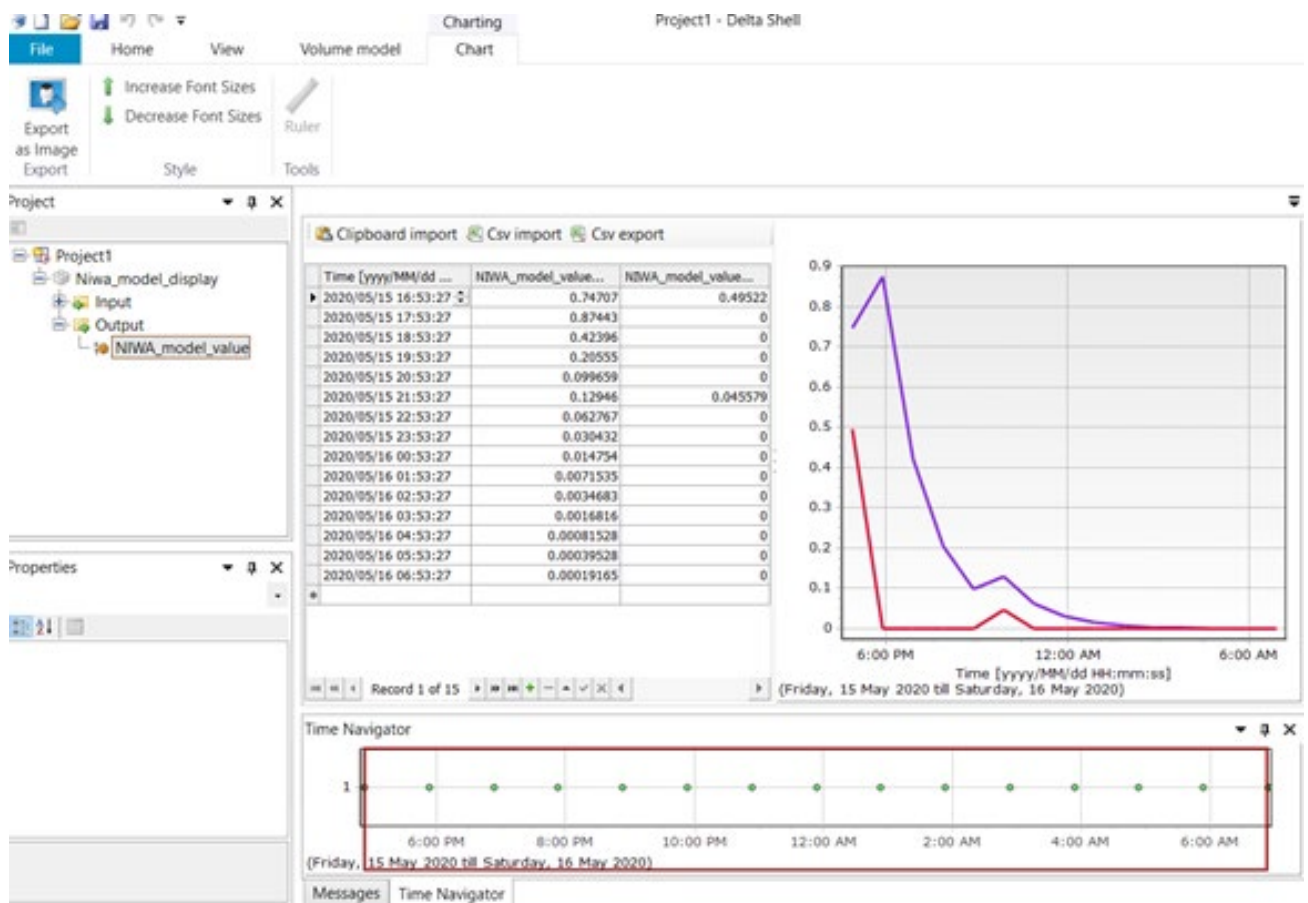 Charting
Project1 - Delta Shell
File Home View Volume model Chart
Export as Image
Increase Font Sizes
Decrease Font Sizes
Ruler
Export Style Tools
Project
Project1
Niwa_model_display
Input
Output
NIWA_model_value
Properties
Clipboard import Csv import Csv export
Time [yyyy/MM/dd ... NIWA_model_value... NIWA_model_value...
2020/05/15 16:53:27 0.74707 0.49522
2020/05/15 17:53:27 0.87443 0
2020/05/15 18:53:27 0.42396 0
2020/05/15 19:53:27 0.20555 0
2020/05/15 20:53:27 0.099659 0
2020/05/15 21:53:27 0.12946 0.045579
2020/05/15 22:53:27 0.062767 0
2020/05/15 23:53:27 0.030432 0
2020/05/16 00:53:27 0.014754 0
2020/05/16 01:53:27 0.0071535 0
2020/05/16 02:53:27 0.0034683 0
2020/05/16 03:53:27 0.0016816 0
2020/05/16 04:53:27 0.00081528 0
2020/05/16 05:53:27 0.00039528 0
2020/05/16 06:53:27 0.00019165 0
Record 1 of 15
0.9
0.8
0.7
0.6
0.5
0.4
0.3
0.2
0.1
0
6:00 PM 12:00 AM 6:00 AM
Time [yyyy/MM/dd HH:mm:ss]
(Friday, 15 May 2020 till Saturday, 16 May 2020)
Time Navigator
1
6:00 PM 8:00 PM 10:00 PM 12:00 AM 2:00 AM 4:00 AM 6:00 AM
(Friday, 15 May 2020 till Saturday, 16 May 2020)
Messages Time Navigator